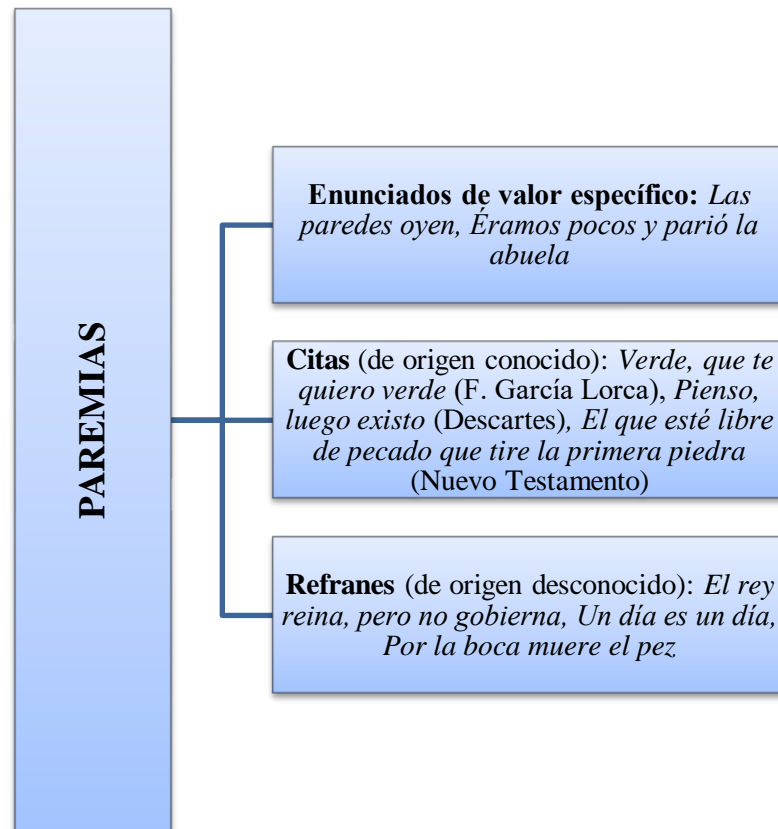 PAREMIAS
Enunciados de valor específico: Las
paredes oyen, Éramos pocos y parió la
abuela
Citas (de origen conocido): Verde, que te
quiero verde (F. García Lorca), Pienso,
luego existo (Descartes), El que esté libre
de pecado que tire la primera piedra
(Nuevo Testamento)
Refranes (de origen desconocido): El rey
reina, pero no gobierna, Un día es un día,
Por la boca muere el pez